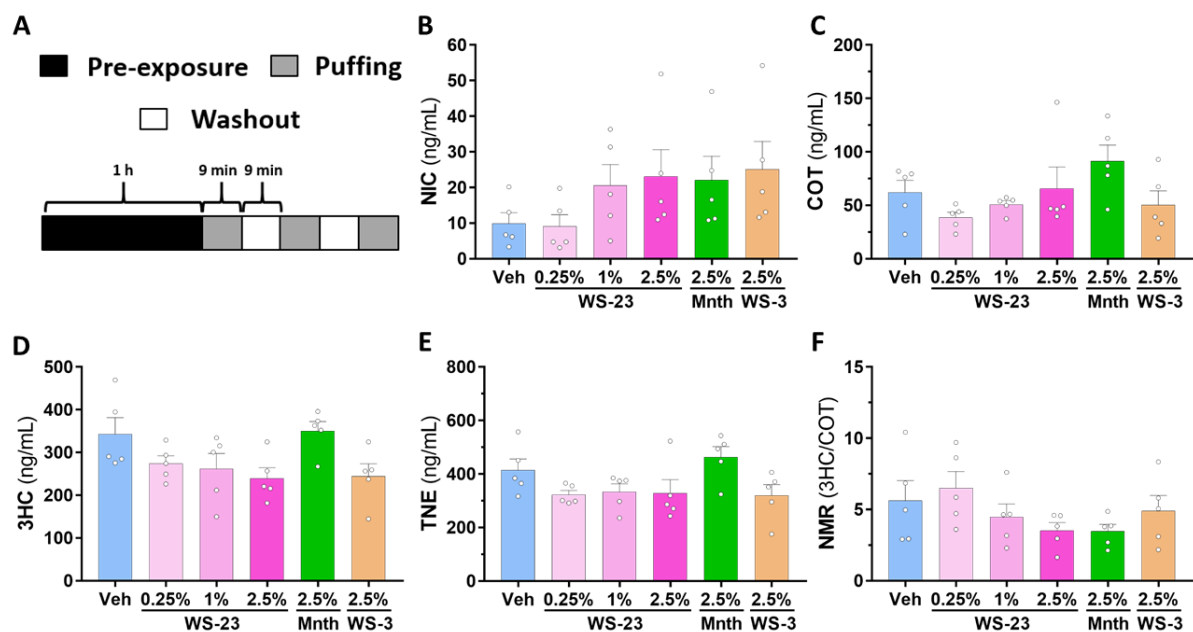 A
Pre-exposure Puffing
Washout
1 h 9 min 9 min
B
NIC (ng/mL)
60
50
40
30
20
10
0
Veh 0.25% 1% 2.5% 2.5% 2.5%
WS-23 Mnth WS-3
C
COT (ng/mL)
200
150
100
50
0
Veh 0.25% 1% 2.5% 2.5% 2.5%
WS-23 Mnth WS-3
D
3HC (ng/mL)
500
400
300
200
100
0
Veh 0.25% 1% 2.5% 2.5% 2.5%
WS-23 Mnth WS-3
E
TNE (ng/mL)
800
600
400
200
0
Veh 0.25% 1% 2.5% 2.5% 2.5%
WS-23 Mnth WS-3
F
NMR (3HC/COT)
15
10
5
0
Veh 0.25% 1% 2.5% 2.5% 2.5%
WS-23 Mnth WS-3